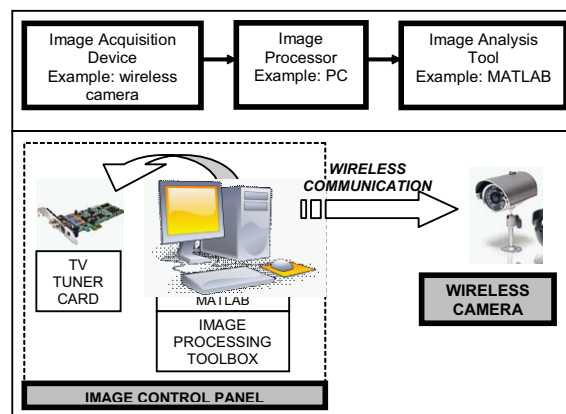 Image Acquisition
Device
Example: wireless
camera
Image
Processor
Example: PC
Image Analysis
Tool
Example: MATLAB
WIRELESS
COMMUNICATION
TV
TUNER
CARD
MATLAB
IMAGE
PROCESSING
TOOLBOX
WIRELESS
CAMERA
IMAGE CONTROL PANEL